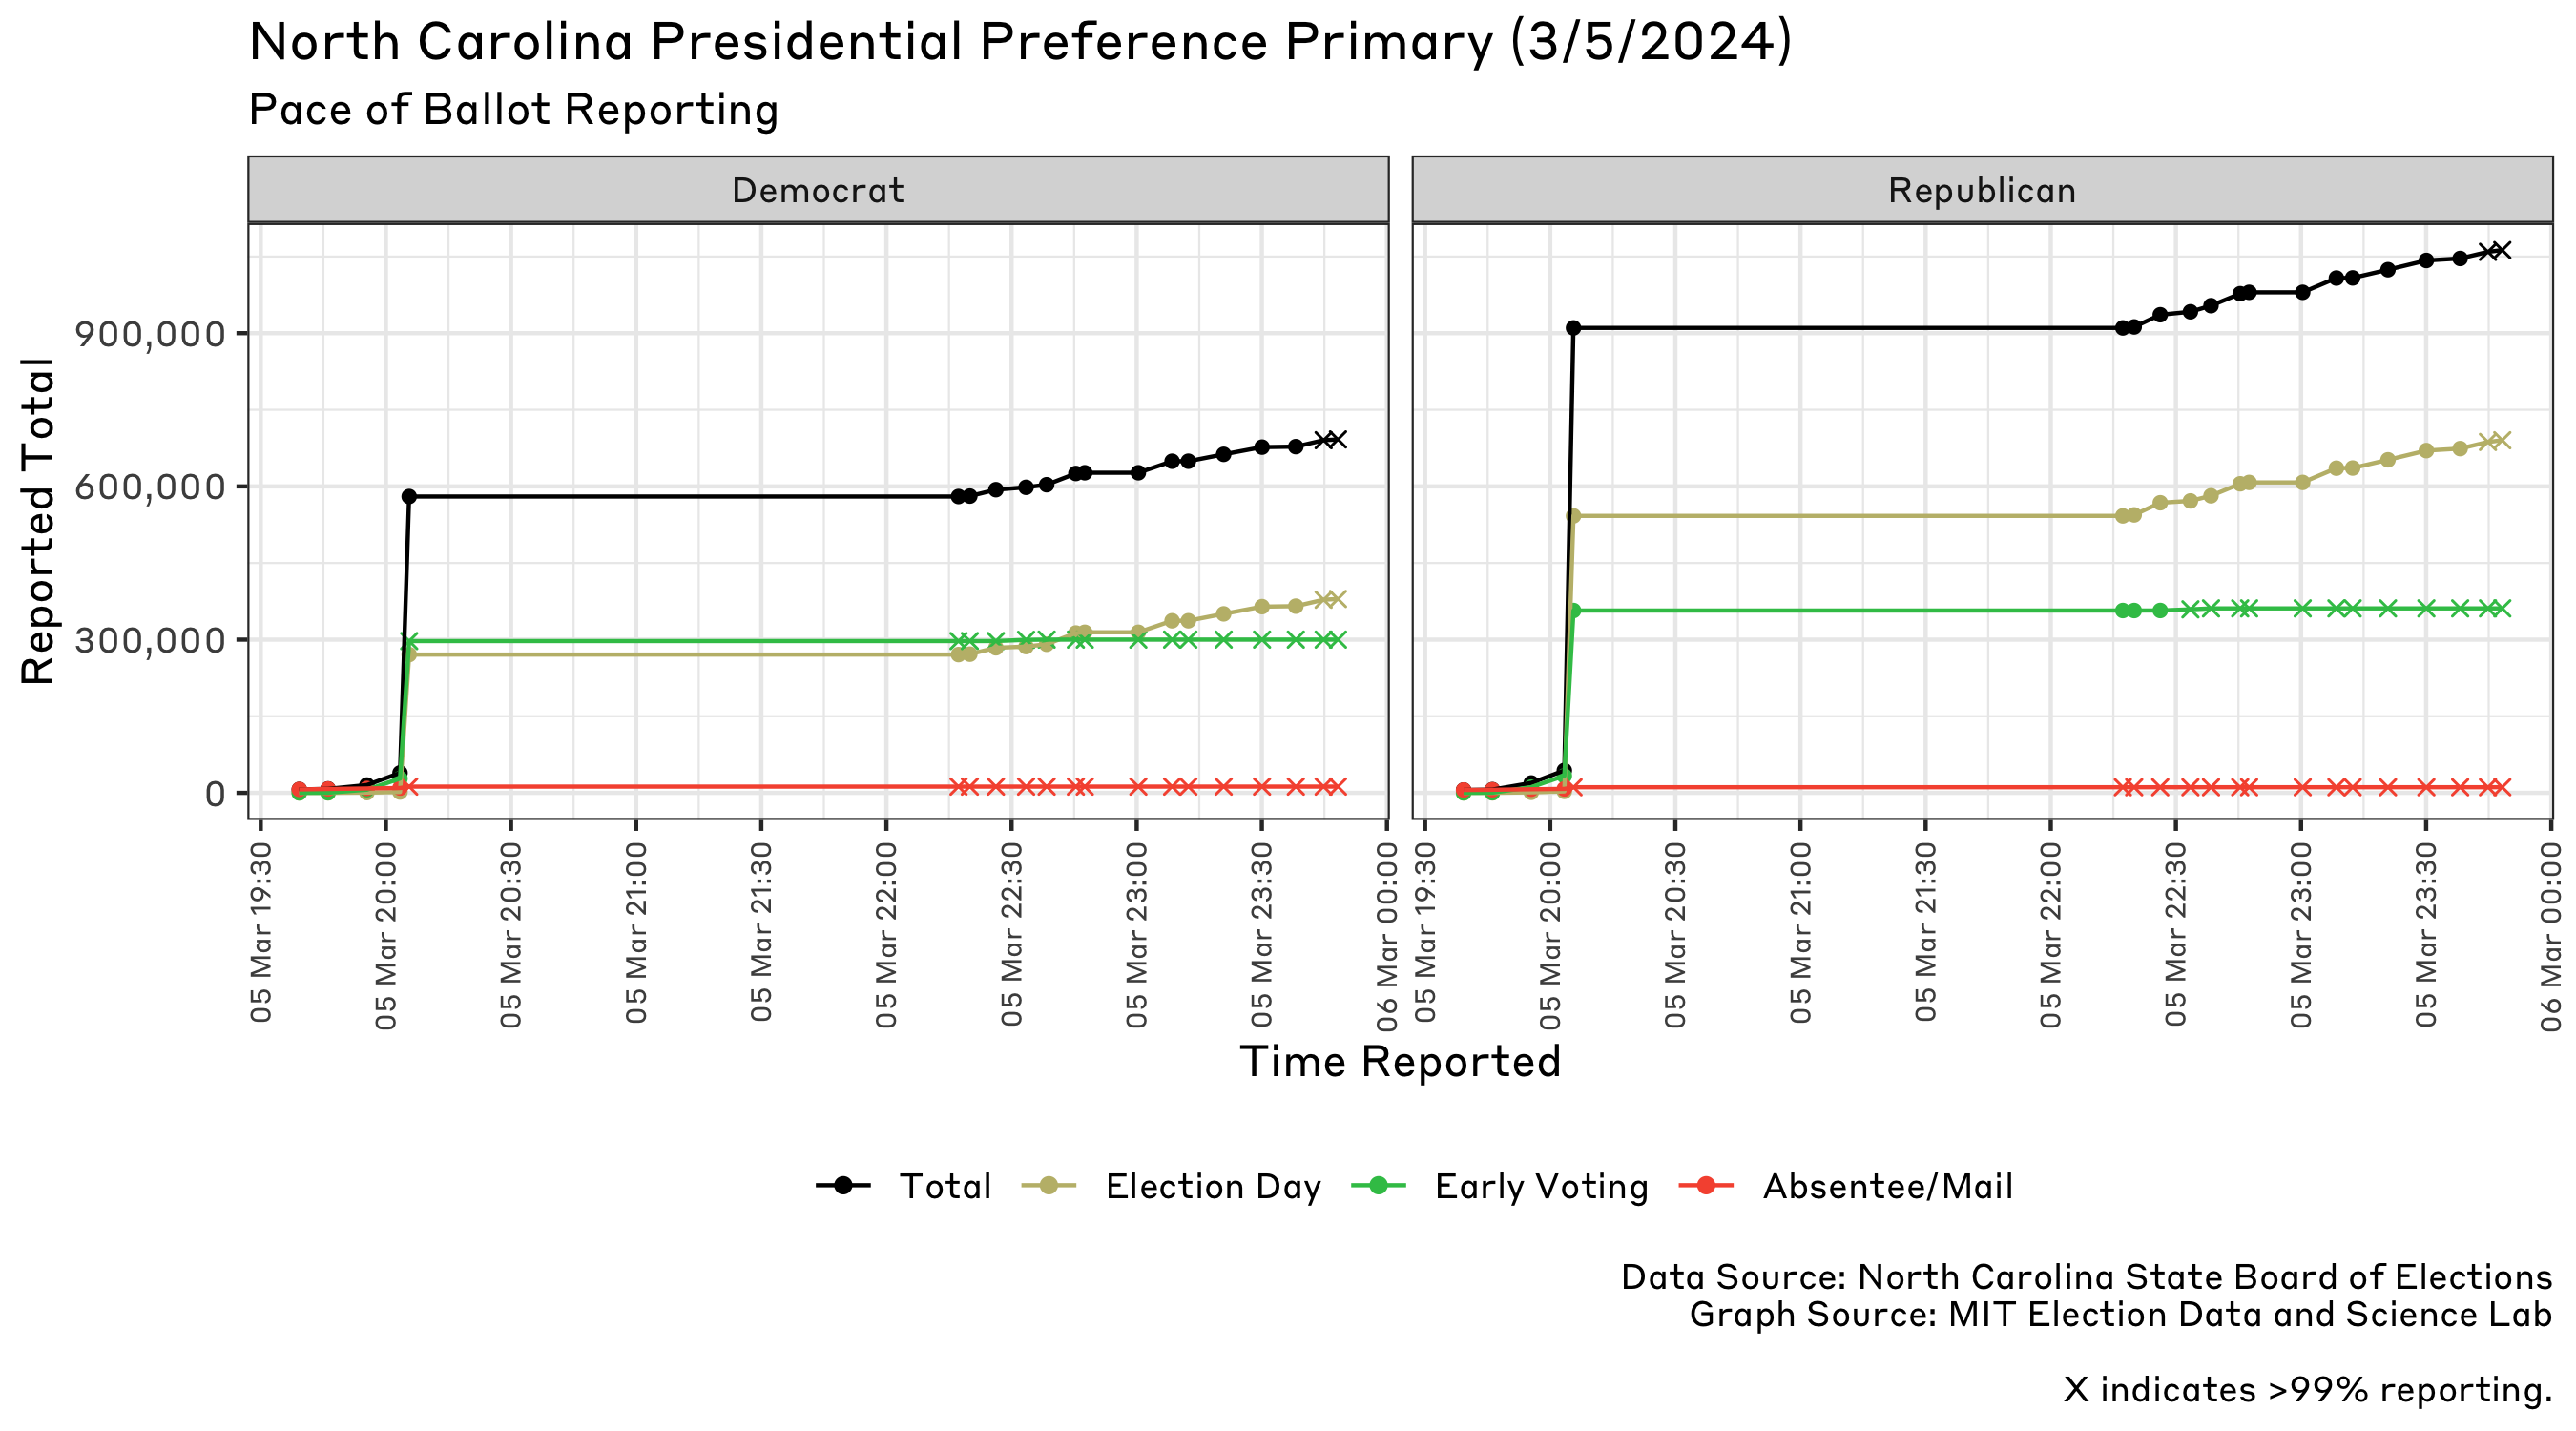 North Carolina Presidential Preference Primary (3/5/2024)
Pace of Ballot Reporting
Democrat
Republican
Reported Total
900,000
600,000
300,000
0
05 Mar 19:30
05 Mar 20:00
05 Mar 20:30
05 Mar 21:00
05 Mar 21:30
05 Mar 22:00
05 Mar 22:30
05 Mar 23:00
05 Mar 23:30
06 Mar 00:00
05 Mar 19:30
05 Mar 20:00
05 Mar 20:30
05 Mar 21:00
05 Mar 21:30
05 Mar 22:00
05 Mar 22:30
05 Mar 23:00
05 Mar 23:30
06 Mar 00:00
Time Reported
Total Election Day Early Voting Absentee/Mail
Data Source: North Carolina State Board of Elections
Graph Source: MIT Election Data and Science Lab
X indicates >99% reporting.